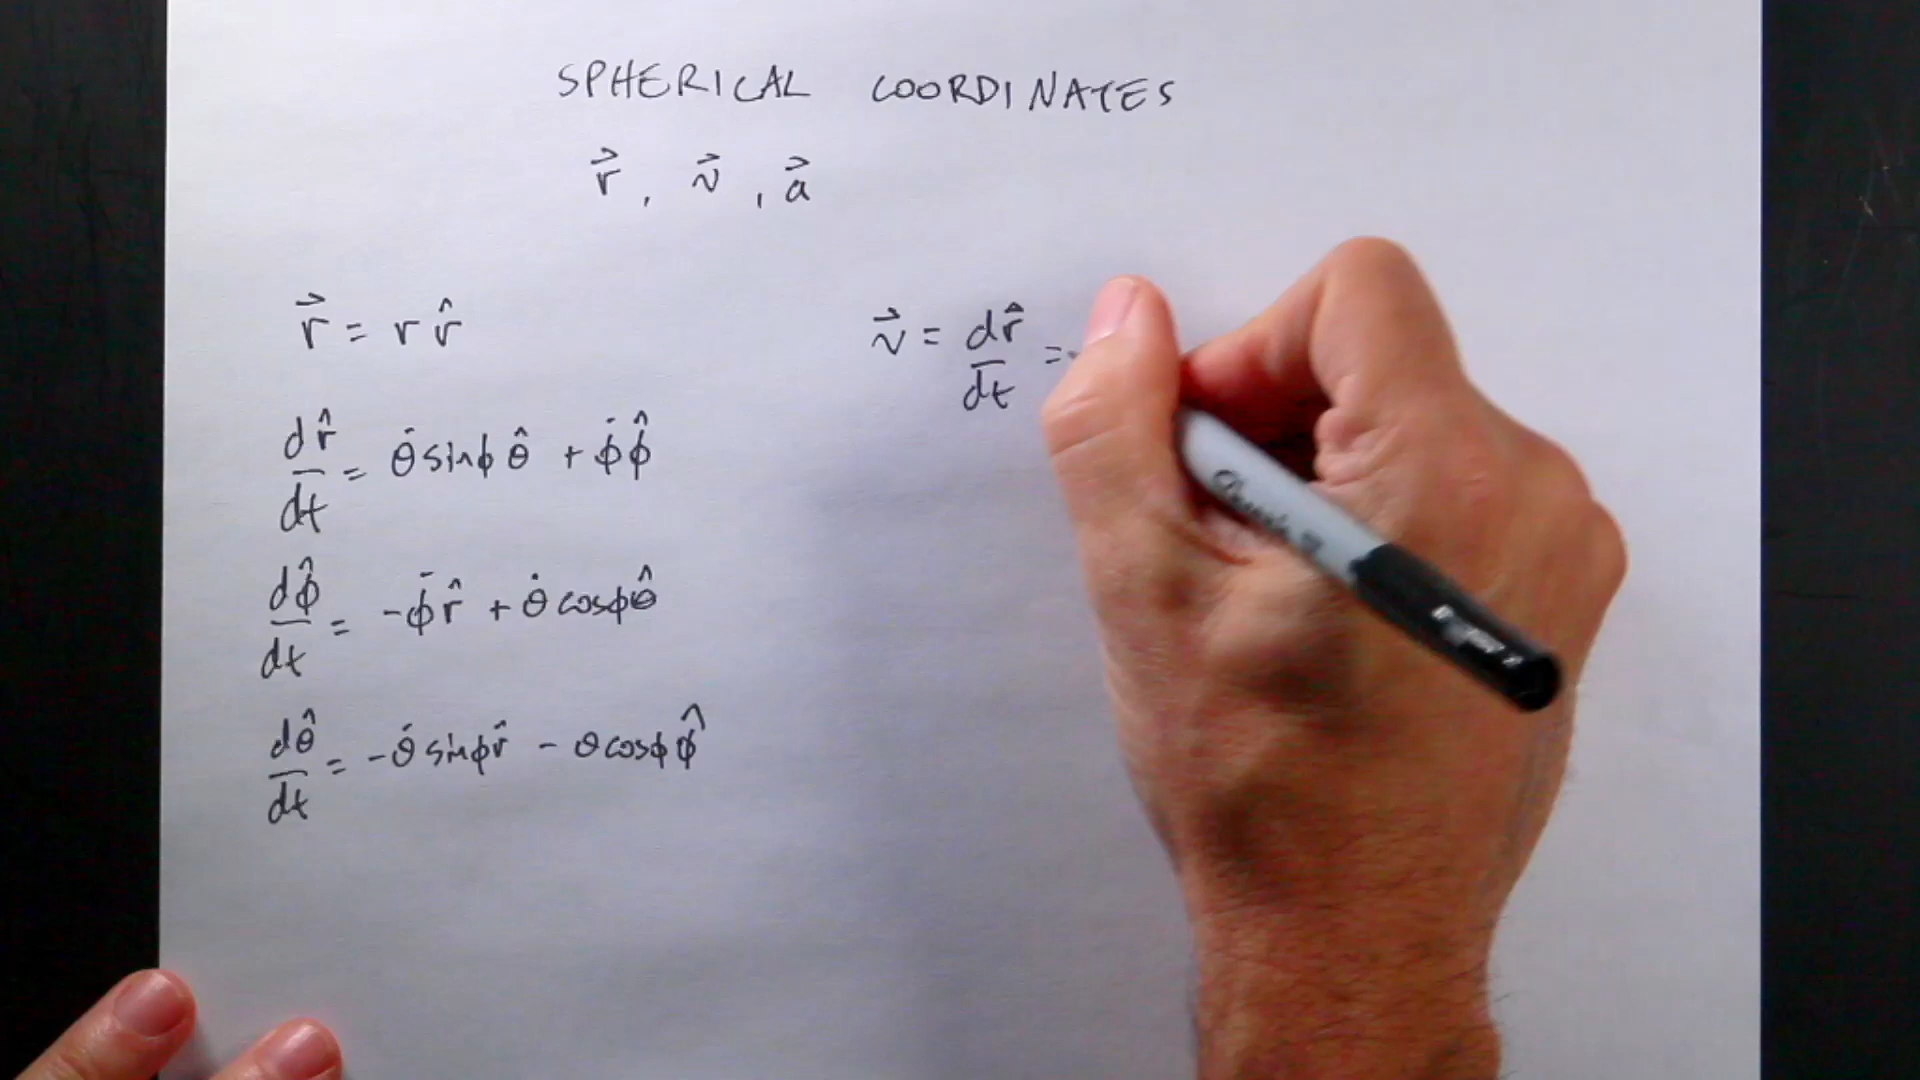 SPHERICAL COORDINATES
r⃗, v⃗, a⃗
r⃗ = r r̂
dr̂/dt = θ̇ sinϕ θ̂ + ϕ̇ ϕ̂
dϕ̂/dt = -ϕ̇ r̂ + θ̇ cosϕ θ̂
dθ̂/dt = -θ̇ sinϕ r̂ - θ cosϕ ϕ̂
v⃗ = dr̂/dt =